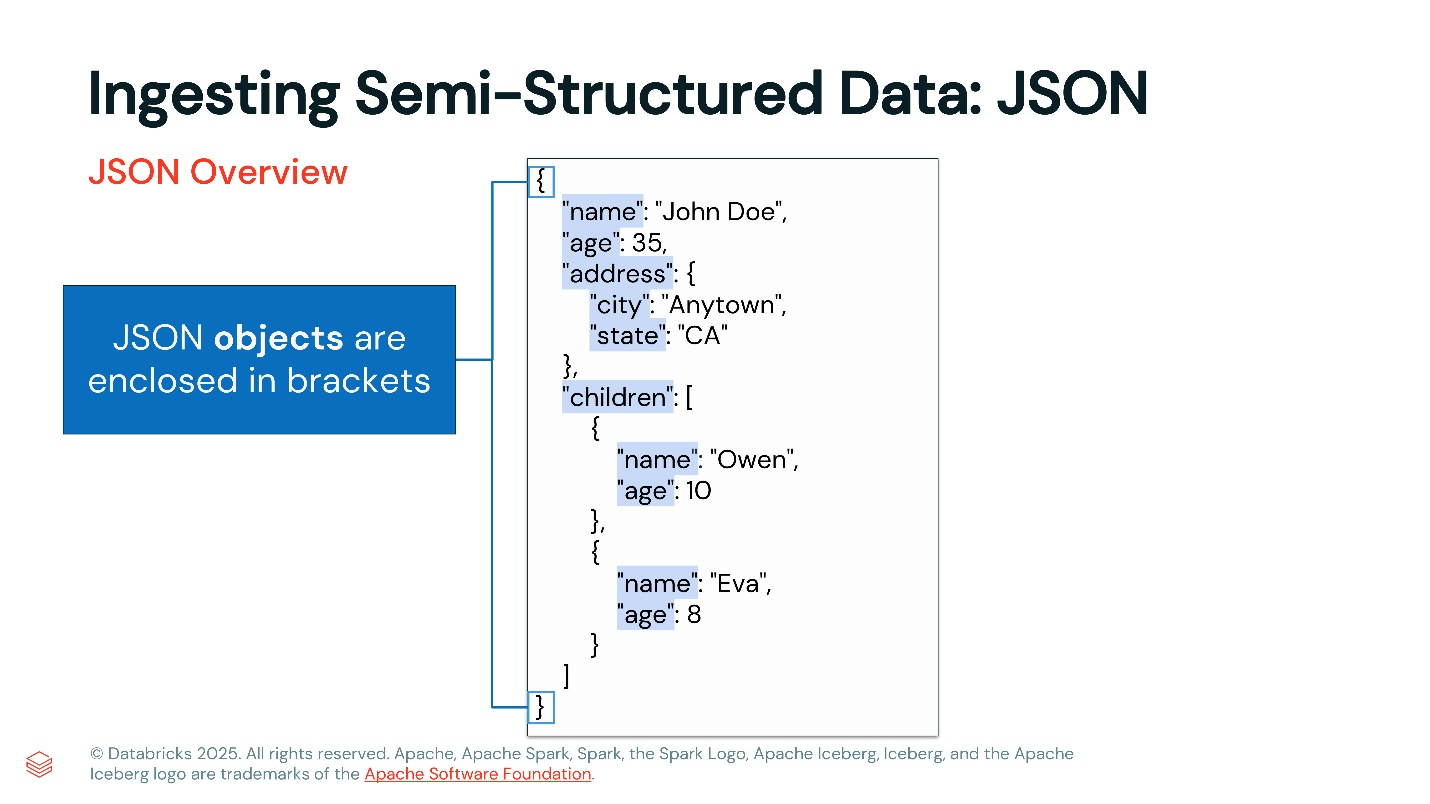 Ingesting Semi-Structured Data: JSON
JSON Overview
JSON objects are
enclosed in brackets
{
"name": "John Doe",
"age": 35,
"address": {
"city": "Anytown",
"state": "CA"
},
"children": [
{
"name": "Owen",
"age": 10
},
{
"name": "Eva",
"age": 8
}
]
}
© Databricks 2025. All rights reserved. Apache, Apache Spark, Spark, the Spark Logo, Apache Iceberg, Iceberg, and the Apache
Iceberg logo are trademarks of the Apache Software Foundation.